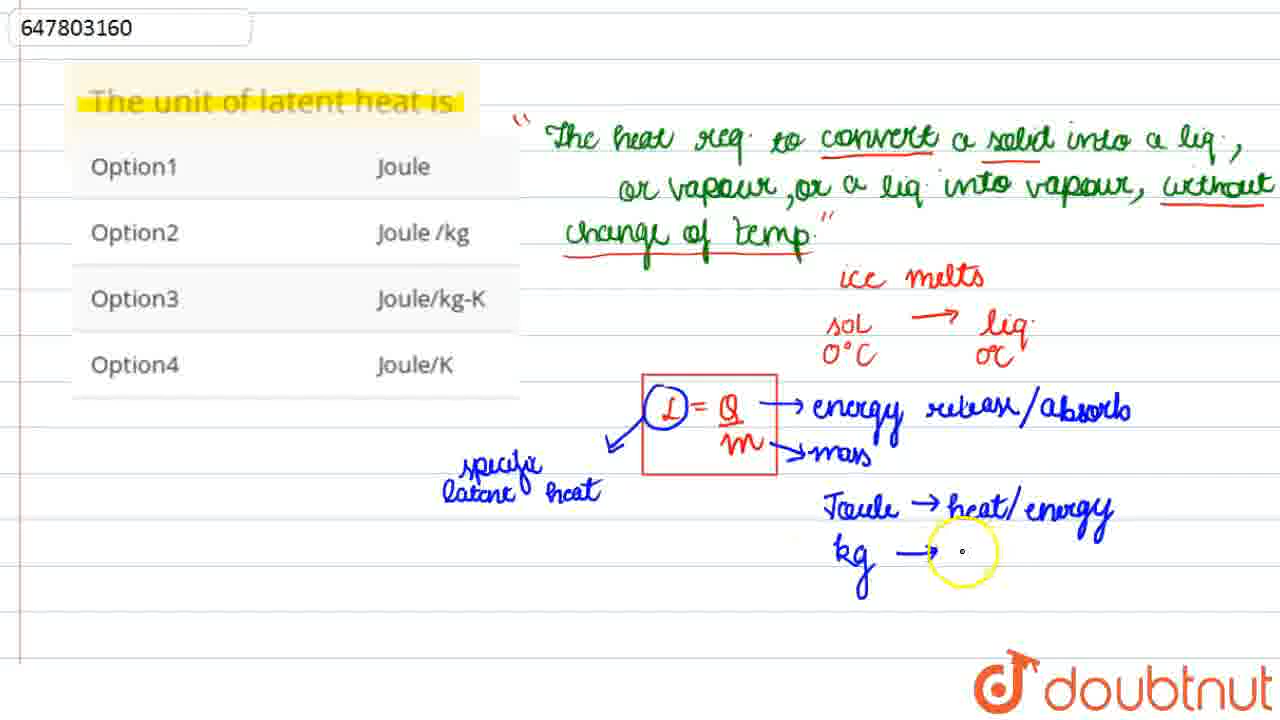 647803160
The unit of latent heat is
Option1 Joule
Option2 Joule /kg
Option3 Joule/kg-K
Option4 Joule/K
"The heat req. to convert a solid into a liq.,
or vapour, or a liq. into vapour, without
change of temp."
ice melts
sol → liq.
0°C 0°C
L = Q/m
→ energy release/absorb
→ mass
specific
latent heat
Joule → heat/energy
kg →
doubtnut